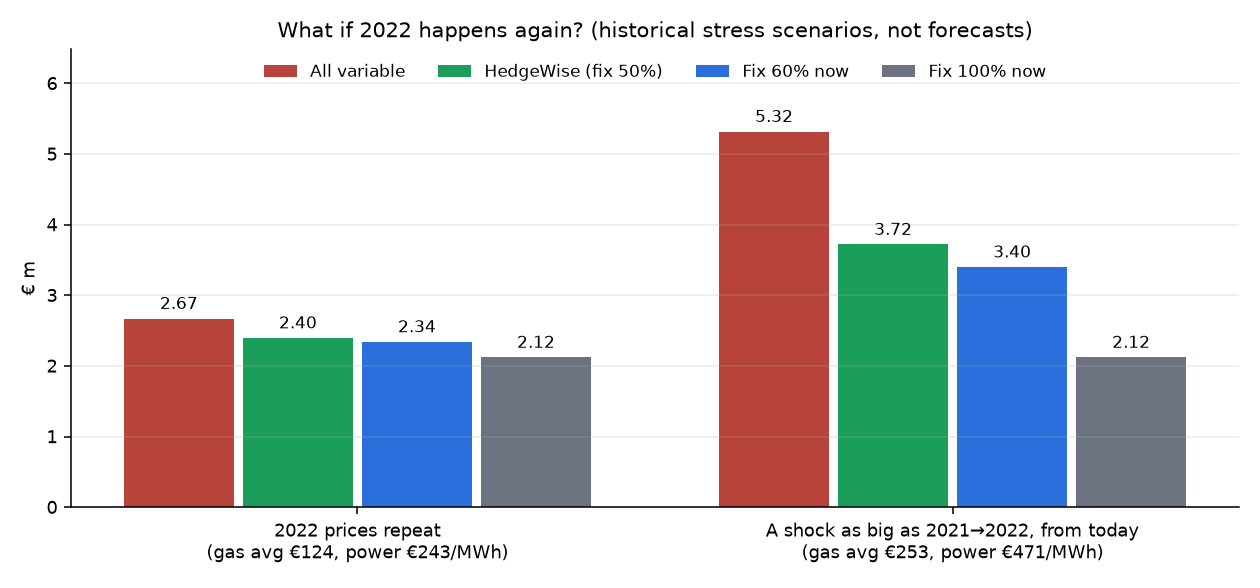 What if 2022 happens again? (historical stress scenarios, not forecasts)
All variable
HedgeWise (fix 50%)
Fix 60% now
Fix 100% now
€ m
6
5
4
3
2
1
0
2.67
2.40
2.34
2.12
5.32
3.72
3.40
2.12
2022 prices repeat
(gas avg €124, power €243/MWh)
A shock as big as 2021→2022, from today
(gas avg €253, power €471/MWh)